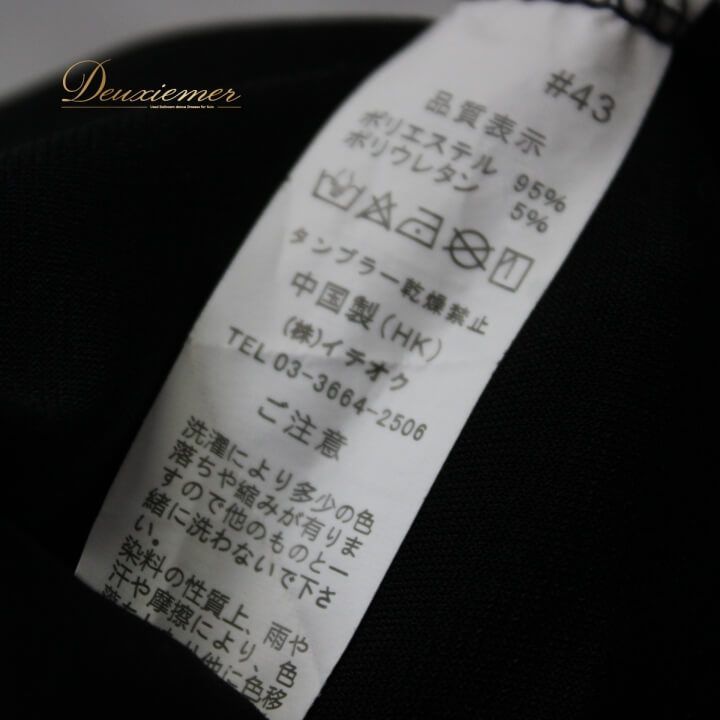 Deuxiemer
#43
品質表示
ポリエステル 95%
ポリウレタン 5%
タンブラー乾燥禁止
中国製(HK)
(株)イチオク
TEL 03-3664-2506
ご注意
洗濯により多少の色
落ちや縮みが有りま
すので他のものと一
緒に洗わないで下さ
い・
染料の性質上、雨や
汗や摩擦により、色